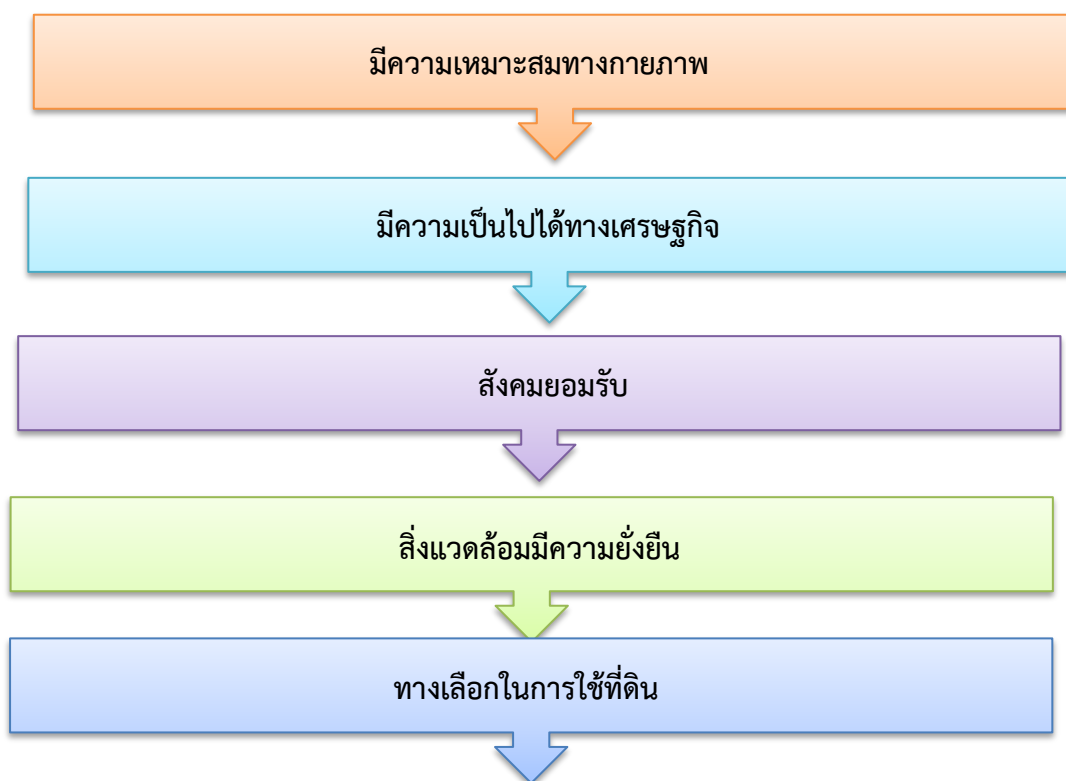 มีความเหมาะสมทางกายภาพ
มีความเป็นไปได้ทางเศรษฐกิจ
สังคมยอมรับ
สิ่งแวดล้อมมีความยั่งยืน
ทางเลือกในการใช้ที่ดิน